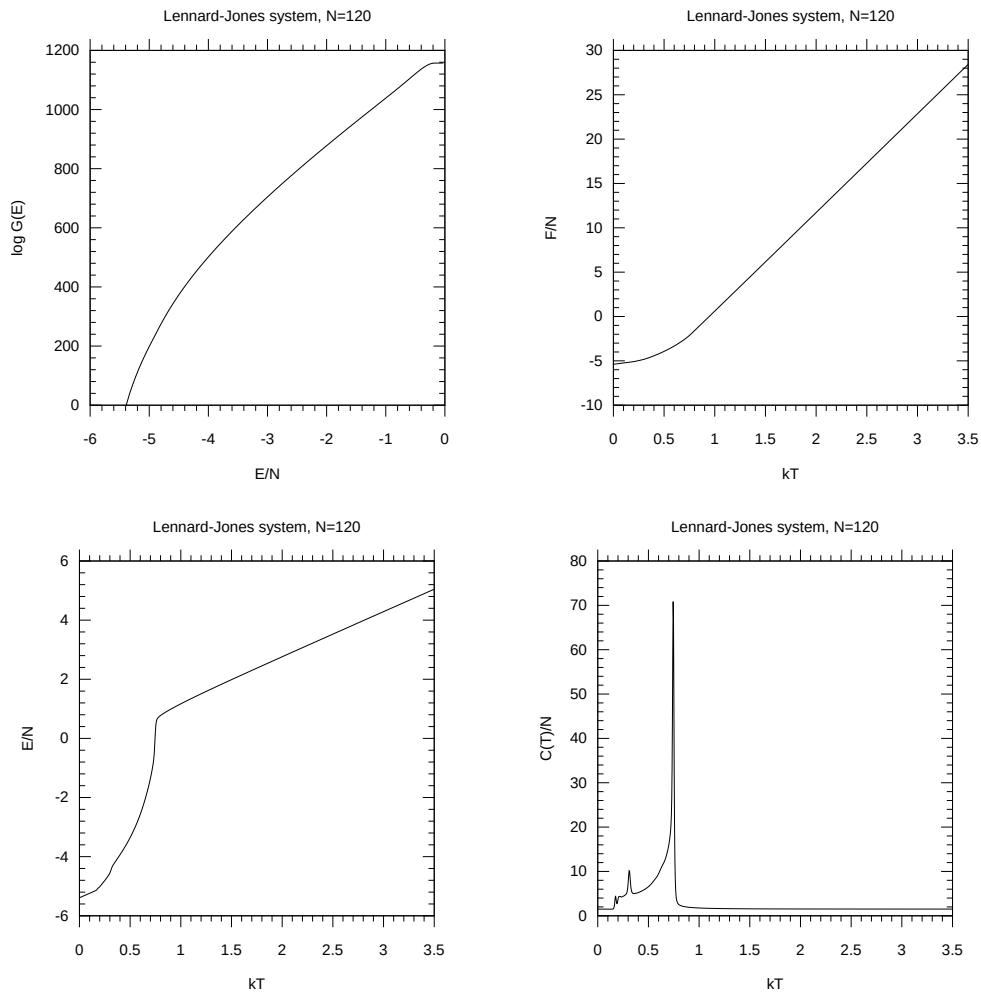 Lennard-Jones system, N=120
1200
1000
800
600
400
200
0
log G(E)
-6 -5 -4 -3 -2 -1 0
E/N
Lennard-Jones system, N=120
30
25
20
15
10
5
0
-5
-10
F/N
0 0.5 1 1.5 2 2.5 3 3.5
kT
Lennard-Jones system, N=120
6
4
2
0
-2
-4
-6
E/N
0 0.5 1 1.5 2 2.5 3 3.5
kT
Lennard-Jones system, N=120
80
70
60
50
40
30
20
10
0
C(T)/N
0 0.5 1 1.5 2 2.5 3 3.5
kT